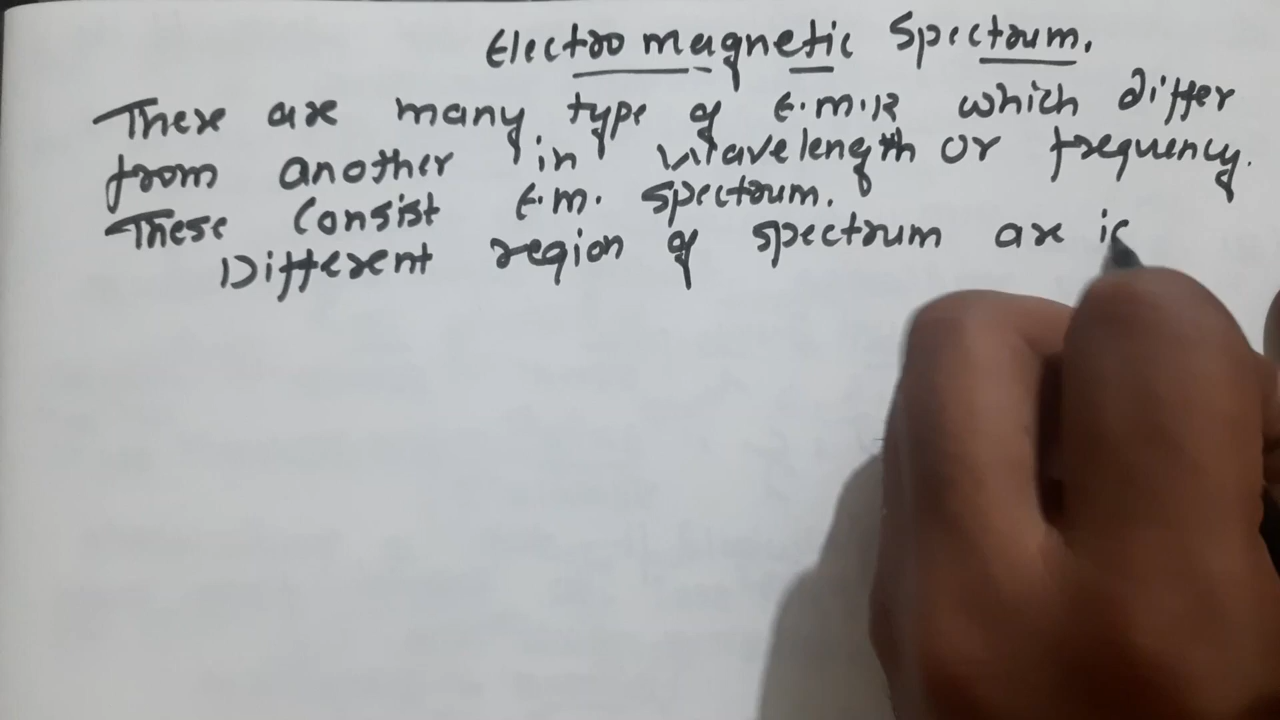 Electromagnetic Spectrum.
There are many type of E.M.R which differ
from another in wavelength or frequency.
These Consist E.m. spectrum.
Different region of spectrum are